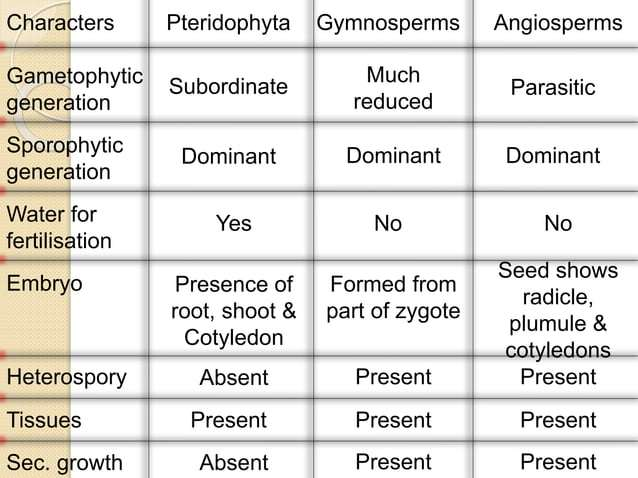 Characters Pteridophyta Gymnosperms Angiosperms
Gametophytic generation Subordinate Much reduced Parasitic
Sporophytic generation Dominant Dominant Dominant
Water for fertilisation Yes No No
Embryo Presence of root, shoot & Cotyledon Formed from part of zygote Seed shows radicle, plumule & cotyledons
Heterospory Absent Present Present
Tissues Present Present Present
Sec. growth Absent Present Present